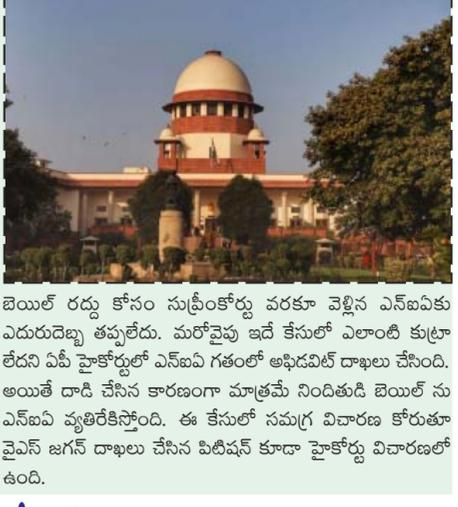 బెయిల్ రద్దు కోసం సుప్రీంకోర్టు వరకూ వెళ్లిన ఎన్ఐఏకు
ఎదురుదెబ్బ తప్పలేదు. మరోవైపు ఇదే కేసులో ఎలాంటి కుట్రా
లేదని ఏపీ హైకోర్టులో ఎన్ఐఏ గతంలో అఫిడవిట్ దాఖలు చేసింది.
అయితే దాడి చేసిన కారణంగా మాత్రమే నిందితుడి బెయిల్ ను
ఎన్ఐఏ వ్యతిరేకిస్తోంది. ఈ కేసులో సమగ్ర విచారణ కోరుతూ
వైఎస్ జగన్ దాఖలు చేసిన పిటిషన్ కూడా హైకోర్టు విచారణలో
ఉంది.